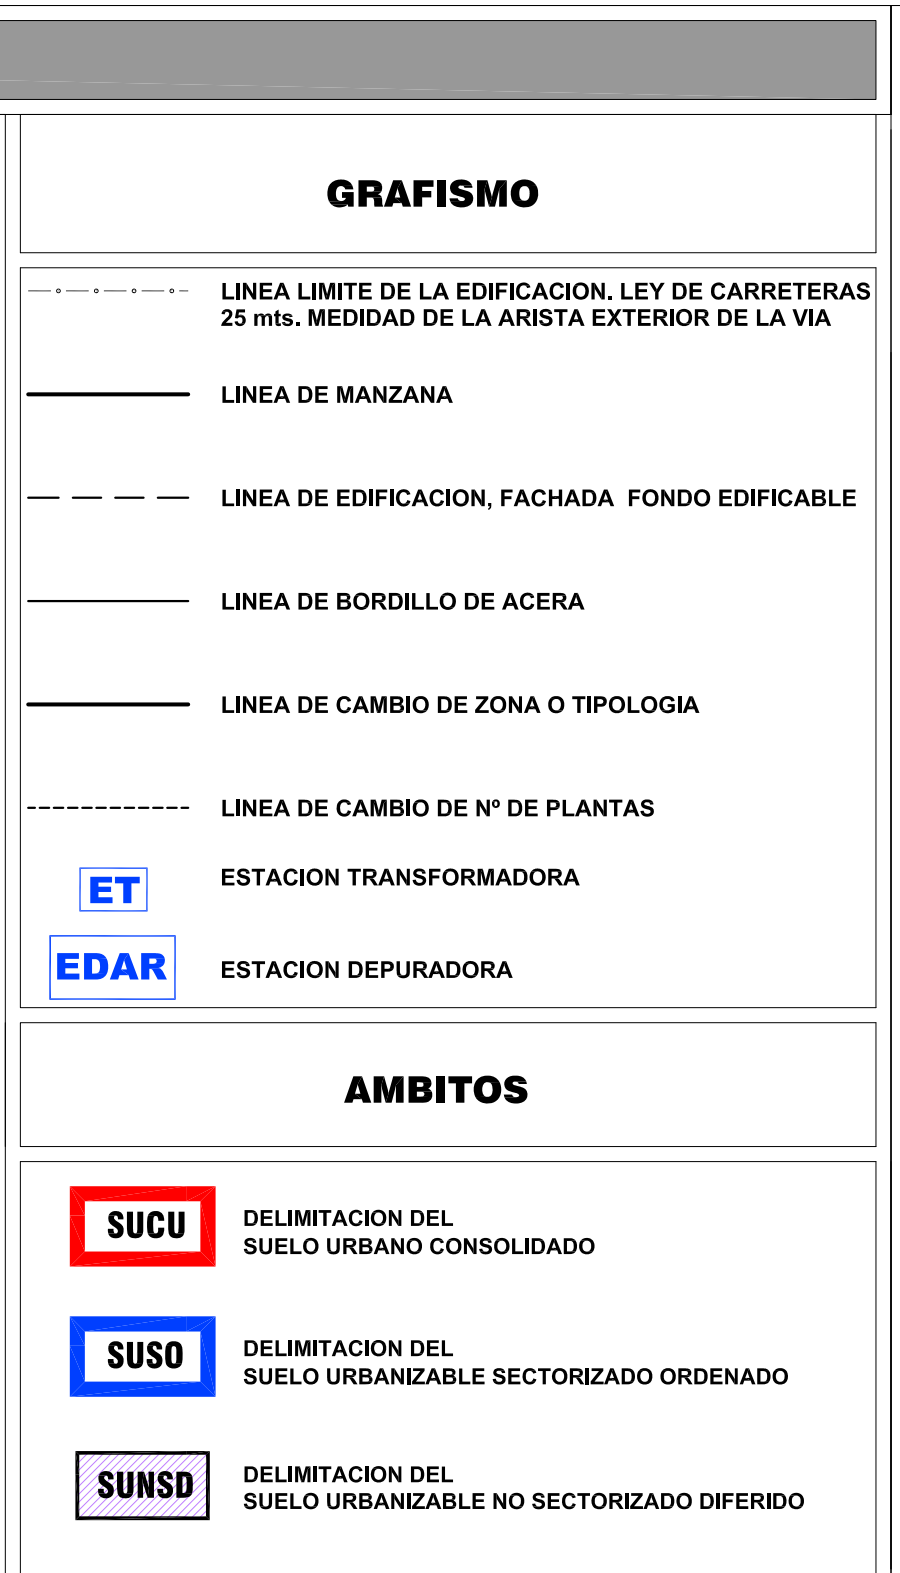 GRAFISMO
LINEA LIMITE DE LA EDIFICACION. LEY DE CARRETERAS
25 mts. MEDIDAD DE LA ARISTA EXTERIOR DE LA VIA
LINEA DE MANZANA
LINEA DE EDIFICACION, FACHADA  FONDO EDIFICABLE
LINEA DE BORDILLO DE ACERA
LINEA DE CAMBIO DE ZONA O TIPOLOGIA
LINEA DE CAMBIO DE Nº DE PLANTAS
ET
ESTACION TRANSFORMADORA
EDAR
ESTACION DEPURADORA
AMBITOS
SUCU
DELIMITACION DEL
SUELO URBANO CONSOLIDADO
SUSO
DELIMITACION DEL
SUELO URBANIZABLE SECTORIZADO ORDENADO
SUNSD
DELIMITACION DEL
SUELO URBANIZABLE NO SECTORIZADO DIFERIDO